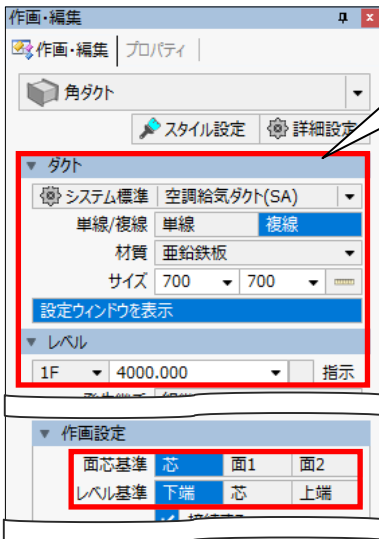 作画・編集
作画・編集 プロパティ
角ダクト
スタイル設定 詳細設定
ダクト
システム標準 空調給気ダクト(SA)
単線/複線 単線 複線
材質 亜鉛鉄板
サイズ 700 700
設定ウィンドウを表示
レベル
1F 4000.000 指示
作画設定
面芯基準 芯 面1 面2
レベル基準 下端 芯 上端